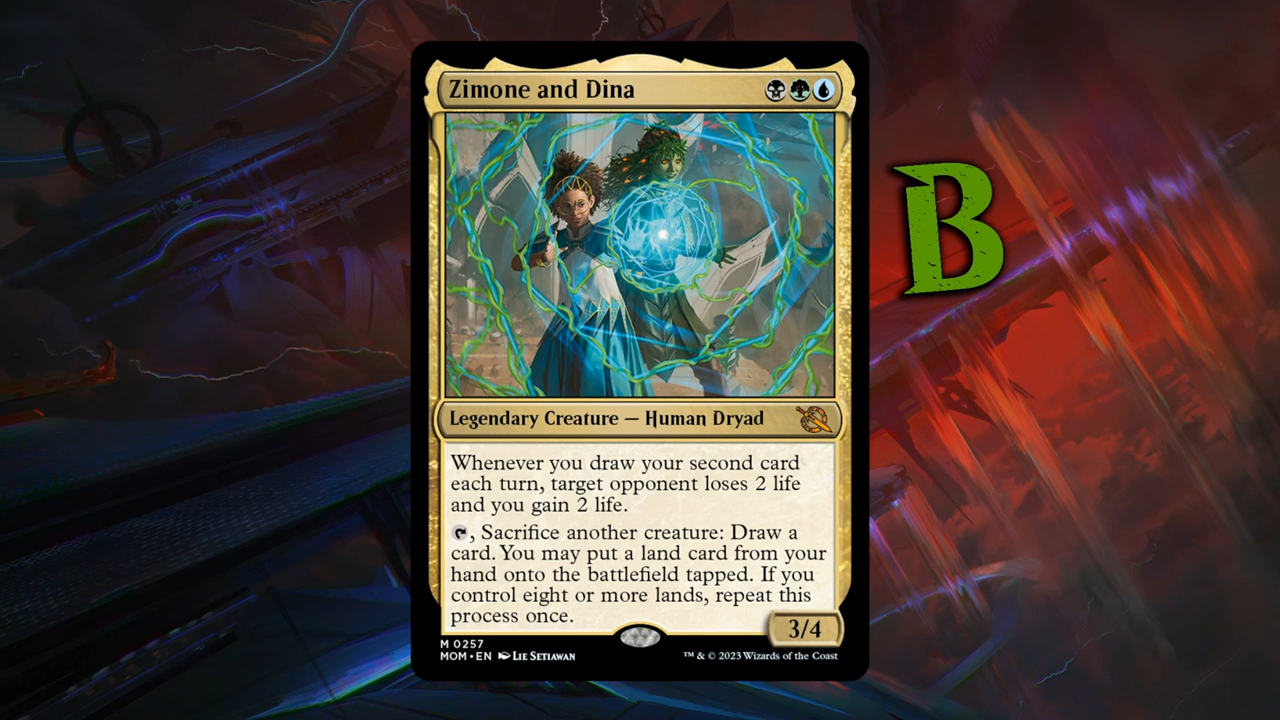 Zimone and Dina
B
Legendary Creature — Human Dryad
Whenever you draw your second card
each turn, target opponent loses 2 life
and you gain 2 life.
, Sacrifice another creature: Draw a
card. You may put a land card from your
hand onto the battlefield tapped. If you
control eight or more lands, repeat this
process once.
3/4
M 0257
MOM • EN Lie Setiawan
™ & © 2023 Wizards of the Coast